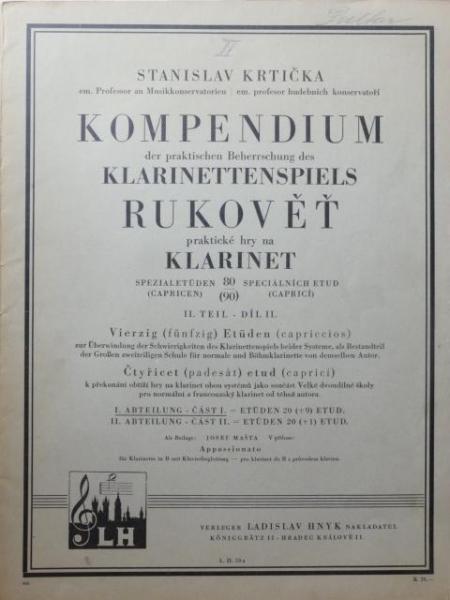 II
STANISLAV KRTIČKA
em. Professor an Musikkonservatorien | em. profesor hudebních konservatoří
KOMPENDIUM
der praktischen Beherrschung des
KLARINETTENSPIELS
RUKOVĚŤ
praktické hry na
KLARINET
SPEZIALETÜDEN 80 SPECIÁLNÍCH ETUD
(CAPRICEN) (90) (CAPRICÍ)
II. TEIL - DÍL II.
Vierzig (fünfzig) Etüden (capriccios)
zur Überwindung der Schwierigkeiten des Klarinettenspiels beider Systeme, als Bestandteil
der Großen zweiteiligen Schule für normale und Böhmklarinette von demselben Autor.
Čtyřicet (padesát) etud (capricí)
k překonání obtíží hry na klarinet obou systémů jako součást Velké dvoudílné školy
pro normální a francouzský klarinet od téhož autora.
I. ABTEILUNG - ČÁST I. = ETÜDEN 20 (+9) ETUD.
II. ABTEILUNG - ČÁST II. = ETÜDEN 20 (+1) ETUD.
Als Beilage: JOSEF MAŠTA V příloze:
Appassionato
für Klarinette in B mit Klavierbegleitung — pro klarinet do B s průvodem klavíru.
LH
VERLEGER LADISLAV HNYK NAKLADATEL
KÖNIGGRÄTZ II - HRADEC KRÁLOVÉ II.
L. H. 10a
K 28.—